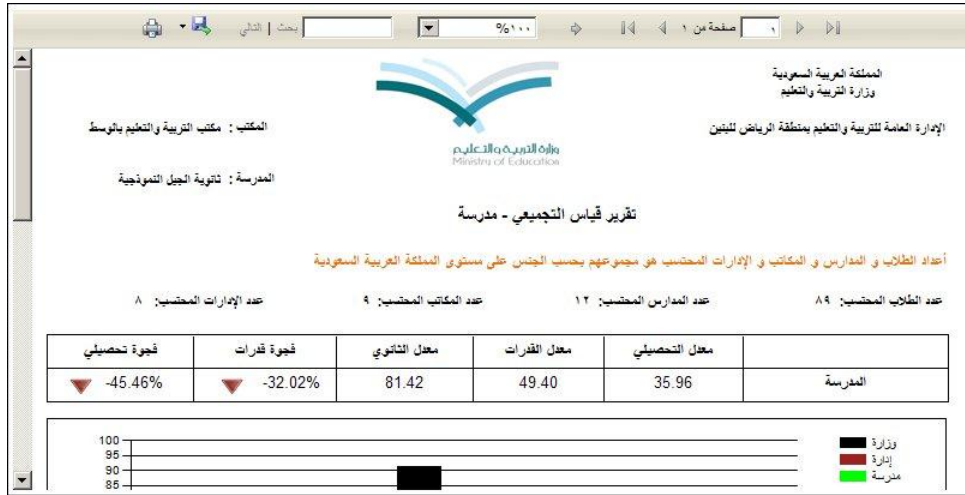 ١ صفحة من ١ %١٠٠ بحث | التالي
المملكة العربية السعودية
وزارة التربية والتعليم
الإدارة العامة للتربية والتعليم بمنطقة الرياض للبنين
وزارة التربية والتعليم
Ministry of Education
المكتب : مكتب التربية والتعليم بالوسط
المدرسة : ثانوية الجيل النموذجية
تقرير قياس التجميعي - مدرسة
أعداد الطلاب و المدارس و المكاتب و الإدارات المحتسب هو مجموعهم بحسب الجنس على مستوى المملكة العربية السعودية
عدد الطلاب المحتسب: ٨٩ عدد المدارس المحتسب: ١٢ عدد المكاتب المحتسب: ٩ عدد الإدارات المحتسب: ٨
معدل التحصيلي معدل القدرات معدل الثانوي فجوة قدرات فجوة تحصيلي
المدرسة 35.96 49.40 81.42 -32.02% -45.46%
وزارة
إدارة
مدرسة
100
95
90
85